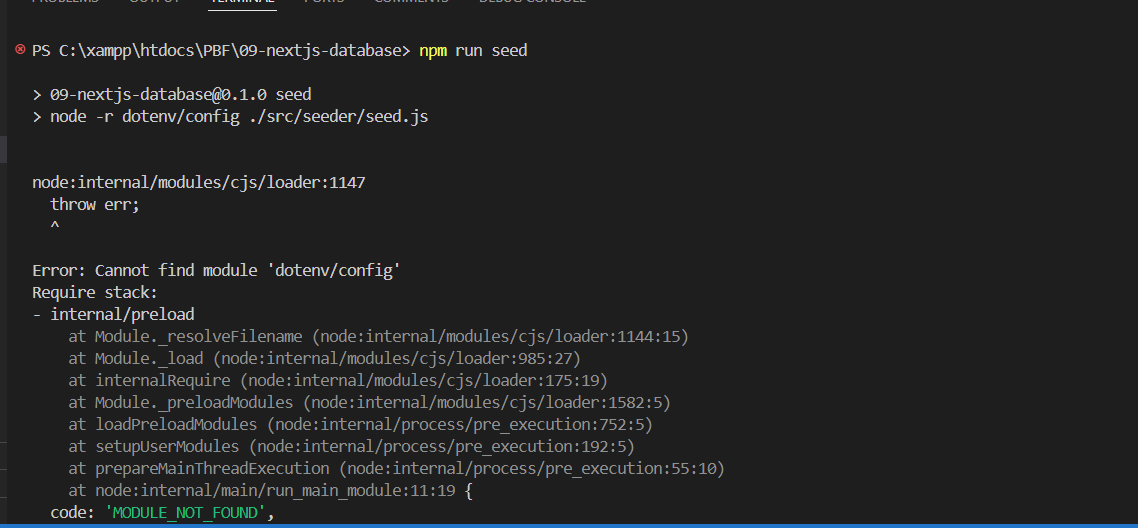 PROBLEMS OUTPUT TERMINAL PORTS COMMENTS DEBUG CONSOLE
PS C:\xampp\htdocs\PBF\09-nextjs-database> npm run seed
> 09-nextjs-database@0.1.0 seed
> node -r dotenv/config ./src/seeder/seed.js
node:internal/modules/cjs/loader:1147
throw err;
^
Error: Cannot find module 'dotenv/config'
Require stack:
- internal/preload
at Module._resolveFilename (node:internal/modules/cjs/loader:1144:15)
at Module._load (node:internal/modules/cjs/loader:985:27)
at internalRequire (node:internal/modules/cjs/loader:175:19)
at Module._preloadModules (node:internal/modules/cjs/loader:1582:5)
at loadPreloadModules (node:internal/process/pre_execution:752:5)
at setupUserModules (node:internal/process/pre_execution:192:5)
at prepareMainThreadExecution (node:internal/process/pre_execution:55:10)
at node:internal/main/run_main_module:11:19 {
code: 'MODULE_NOT_FOUND',